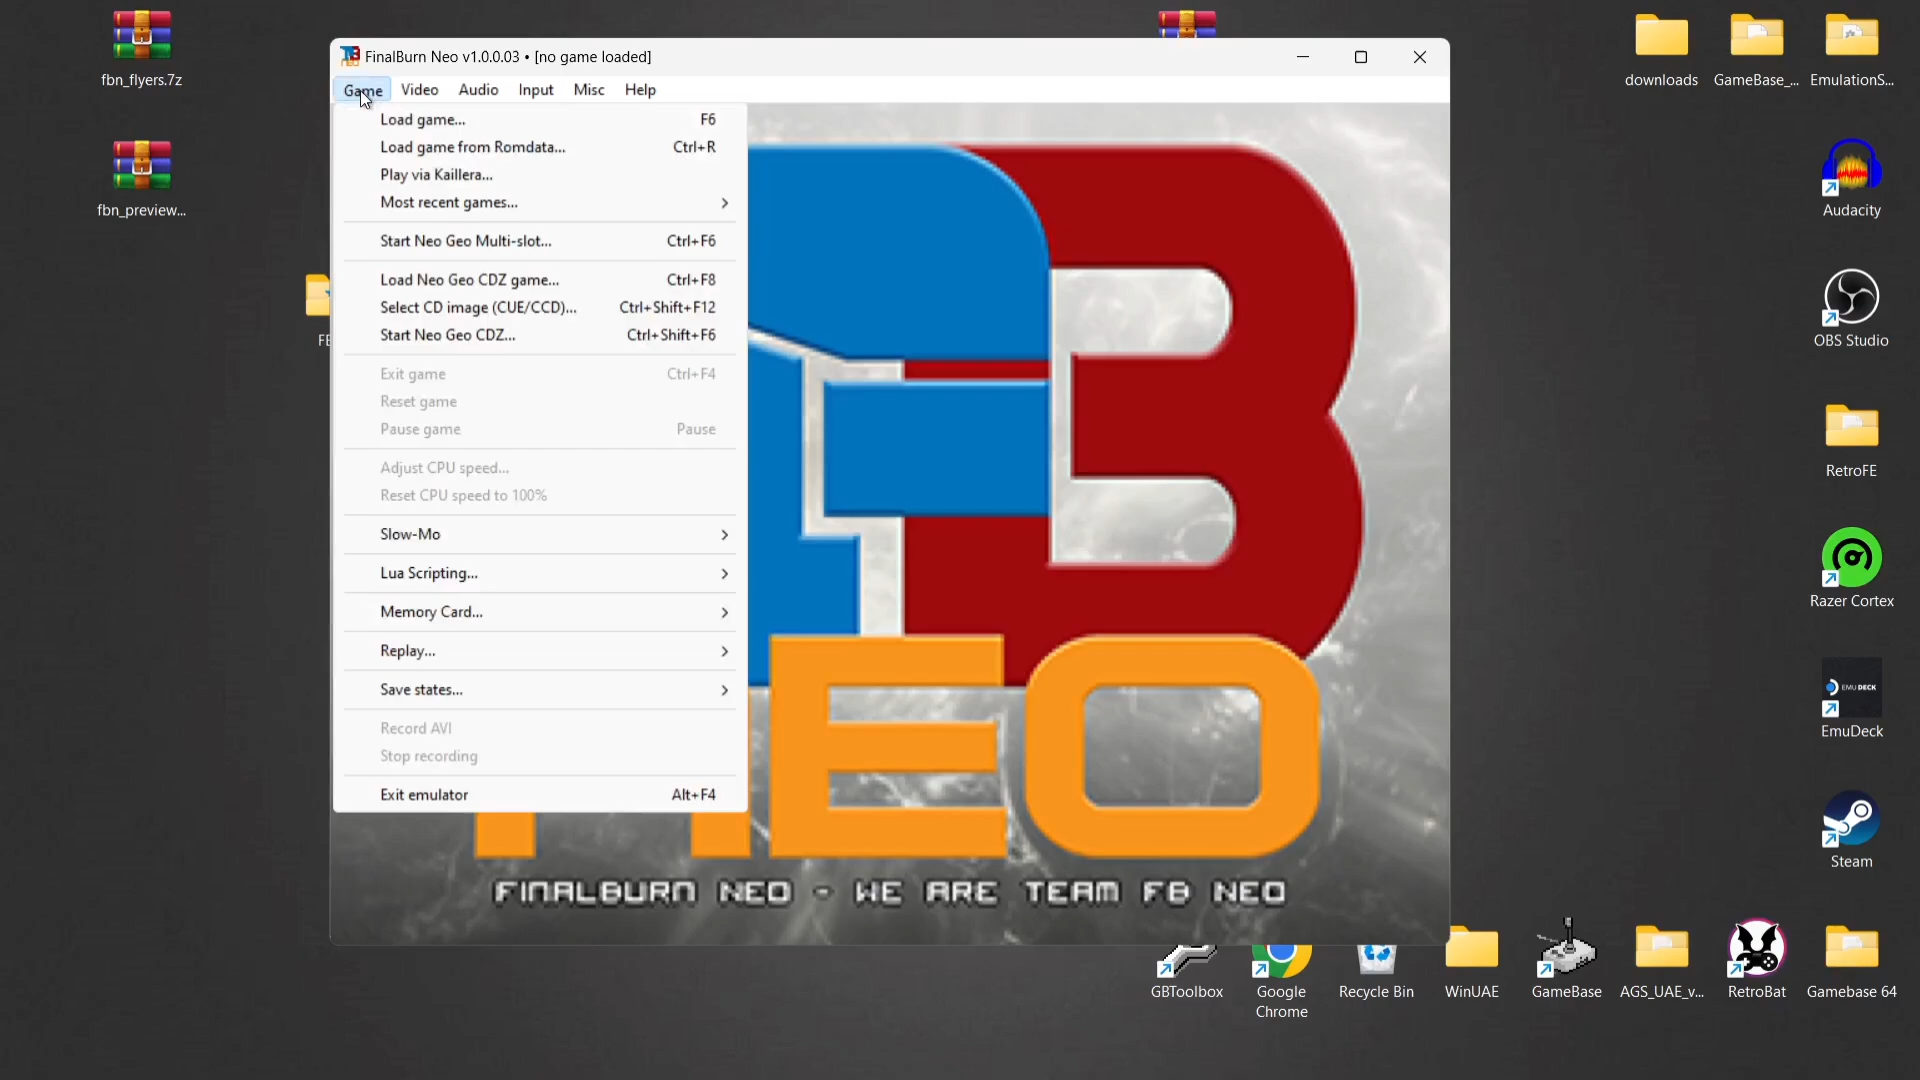 fbn_flyers.7z
fbn_preview...
FinalBurn Neo v1.0.0.03 • [no game loaded]
Game Video Audio Input Misc Help
Load game... F6
Load game from Romdata... Ctrl+R
Play via Kaillera...
Most recent games...
Start Neo Geo Multi-slot... Ctrl+F6
Load Neo Geo CDZ game... Ctrl+F8
Select CD image (CUE/CCD)... Ctrl+Shift+F12
Start Neo Geo CDZ... Ctrl+Shift+F6
Exit game Ctrl+F4
Reset game
Pause game Pause
Adjust CPU speed...
Reset CPU speed to 100%
Slow-Mo
Lua Scripting...
Memory Card...
Replay...
Save states...
Record AVI
Stop recording
Exit emulator Alt+F4
NEO
FINALBURN NEO - WE ARE TEAM FB NEO
downloads
GameBase_...
EmulationS...
Audacity
OBS Studio
RetroFE
Razer Cortex
EMU DECK
EmuDeck
Steam
GBToolbox
Google
Chrome
Recycle Bin
WinUAE
GameBase
AGS_UAE_v...
RetroBat
Gamebase 64